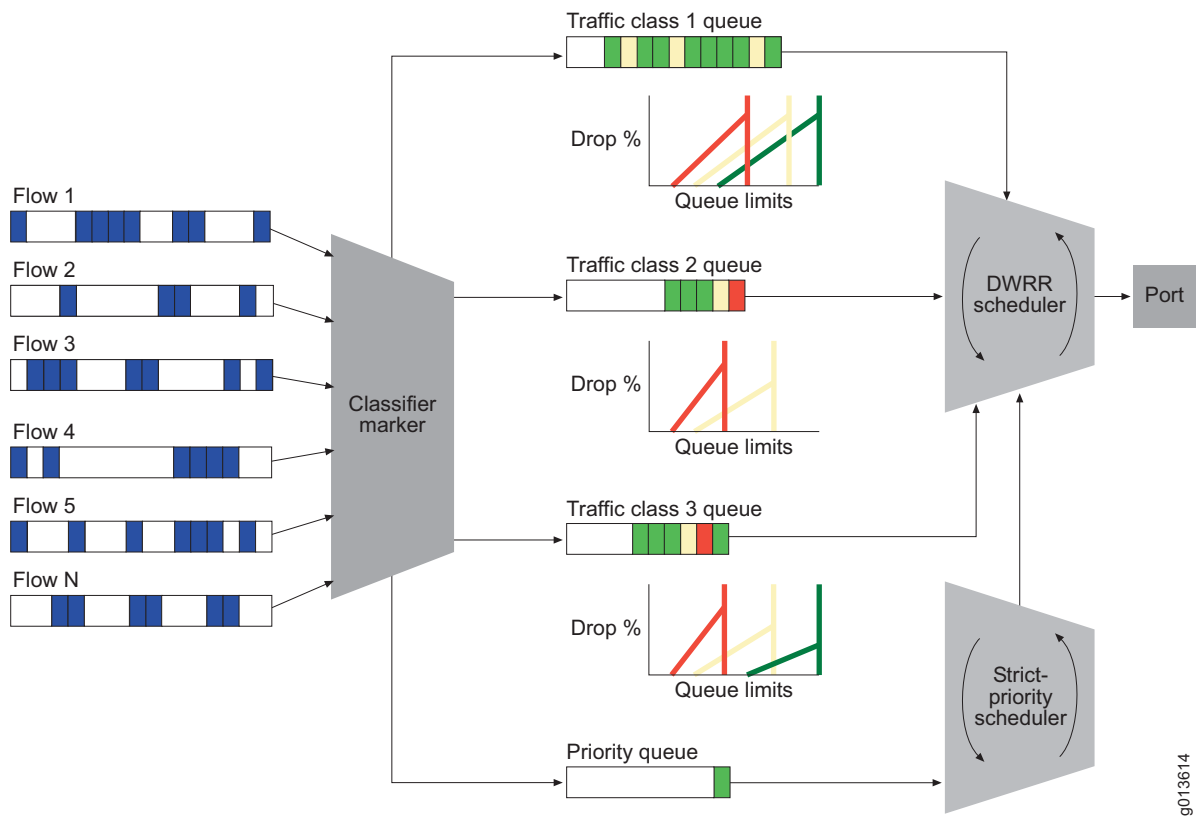 Traffic class 1 queue
Drop %
Queue limits
Flow 1
Flow 2
Flow 3
Flow 4
Flow 5
Flow N
Classifier
marker
Traffic class 2 queue
Drop %
Queue limits
DWRR
scheduler
Port
Traffic class 3 queue
Drop %
Queue limits
Strict-
priority
scheduler
Priority queue
g013614